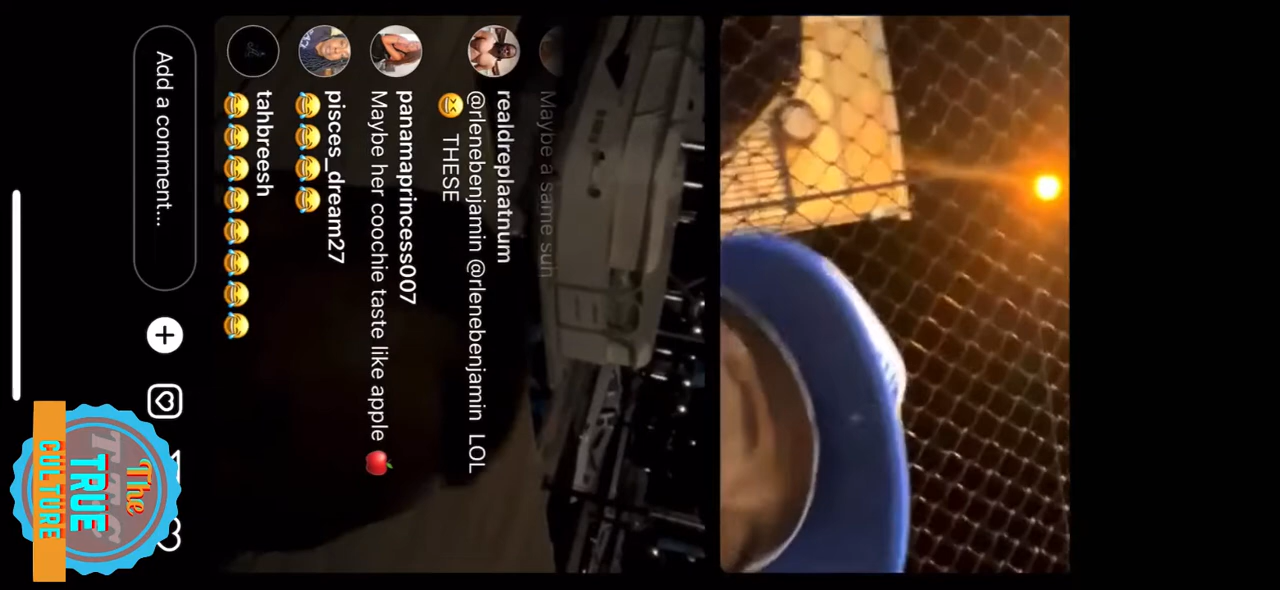 Maybe a same sun
realdreplaatnum
@rlenebenjamin @rlenebenjamin LOL
😆 THESE
panamaprincess007
Maybe her coochie taste like apple 🍎
pisces_dream27
😂😂😂😂
tahbreesh
😂😂😂😂😂😂😂😂
Add a comment...
The
TRUE
CULTURE